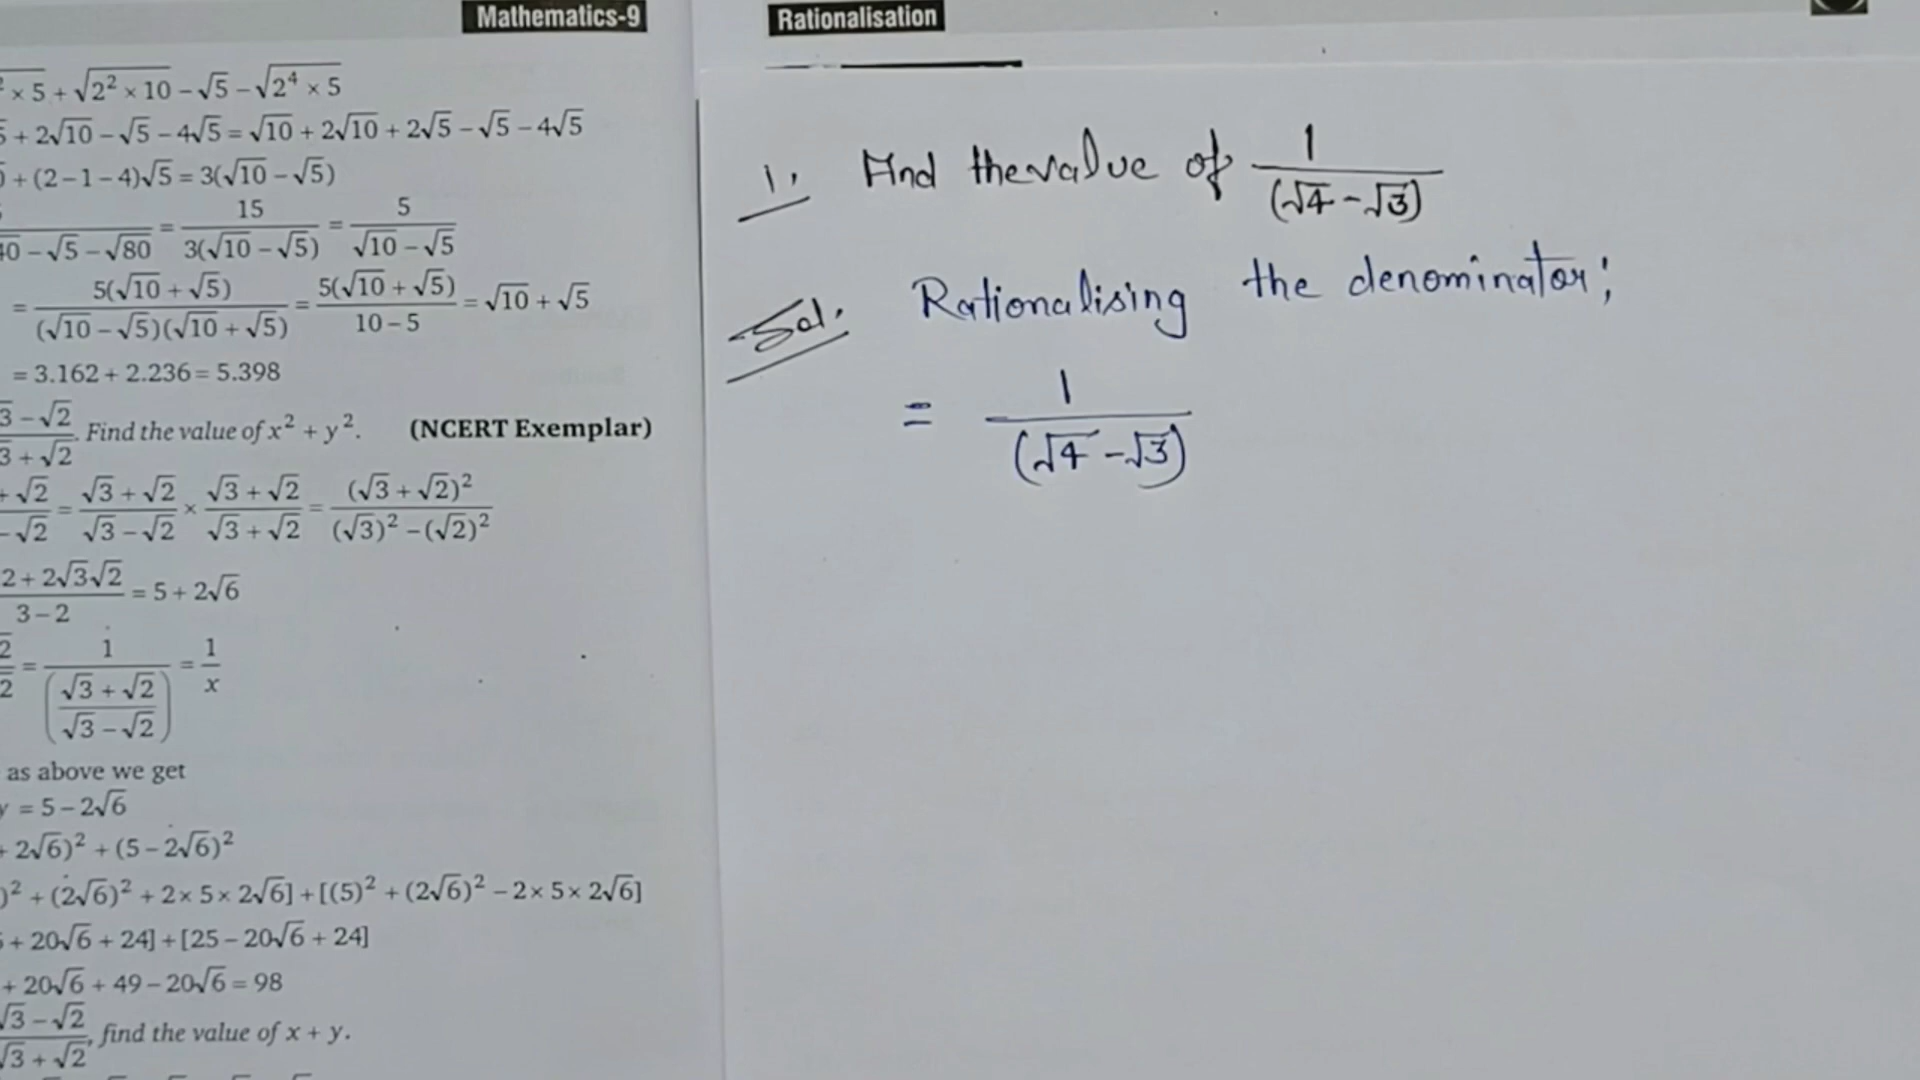 Mathematics-9
× 5 + √(2² × 10) − √5 − √(2⁴ × 5)
+ 2√10 − √5 − 4√5 = √10 + 2√10 + 2√5 − √5 − 4√5
+ (2−1−4)√5 = 3(√10 − √5)
−√5−√80 = 15/3(√10 − √5) = 5/√10 − √5
= 5(√10 + √5)/(√10 − √5)(√10 + √5) = 5(√10 + √5)/10−5 = √10 + √5
= 3.162 + 2.236 = 5.398
3 − √2/3 + √2. Find the value of x² + y². (NCERT Exemplar)
+ √2/−√2 = √3 + √2/√3 − √2 × √3 + √2/√3 + √2 = (√3 + √2)²/(√3)² − (√2)²
2 + 2√3√2/3 − 2 = 5 + 2√6
2/2 = 1/(√3 + √2/√3 − √2) = 1/x
as above we get
y = 5 − 2√6
+ 2√6)² + (5 − 2√6)²
)² + (2√6)² + 2 × 5 × 2√6] + [(5)² + (2√6)² − 2 × 5 × 2√6]
+ 20√6 + 24] + [25 − 20√6 + 24]
+ 20√6 + 49 − 20√6 = 98
√3 − √2/√3 + √2, find the value of x + y.
Rationalisation
1. Find the value of 1/(√4 − √3)
Sol. Rationalising the denominator;
= 1/(√4 − √3)